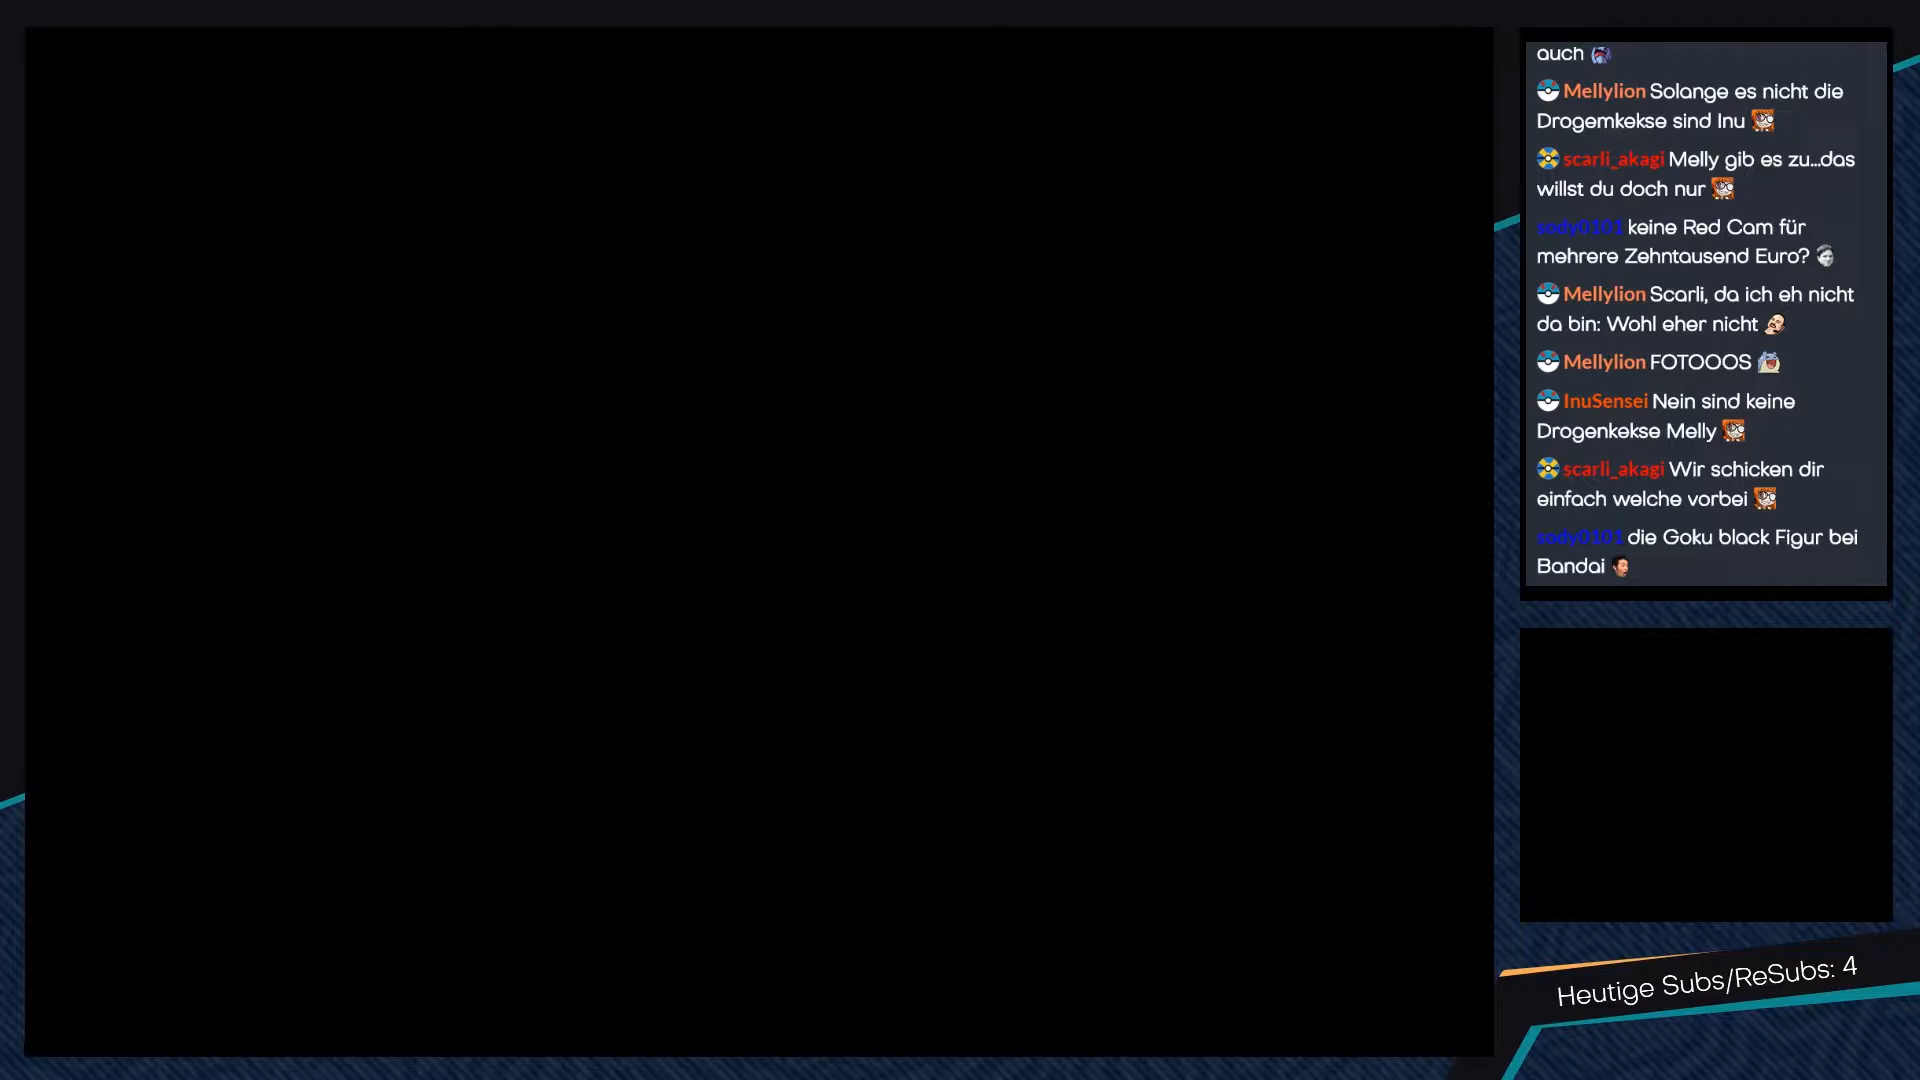 auch
Mellylion Solange es nicht die
Drogemkekse sind Inu
scarli_akagi Melly gib es zu...das
willst du doch nur
sody0101 keine Red Cam für
mehrere Zehntausend Euro?
Mellylion Scarli, da ich eh nicht
da bin: Wohl eher nicht
Mellylion FOTOOOS
InuSensei Nein sind keine
Drogenkekse Melly
scarli_akagi Wir schicken dir
einfach welche vorbei
sody0101 die Goku black Figur bei
Bandai
Heutige Subs/ReSubs: 4